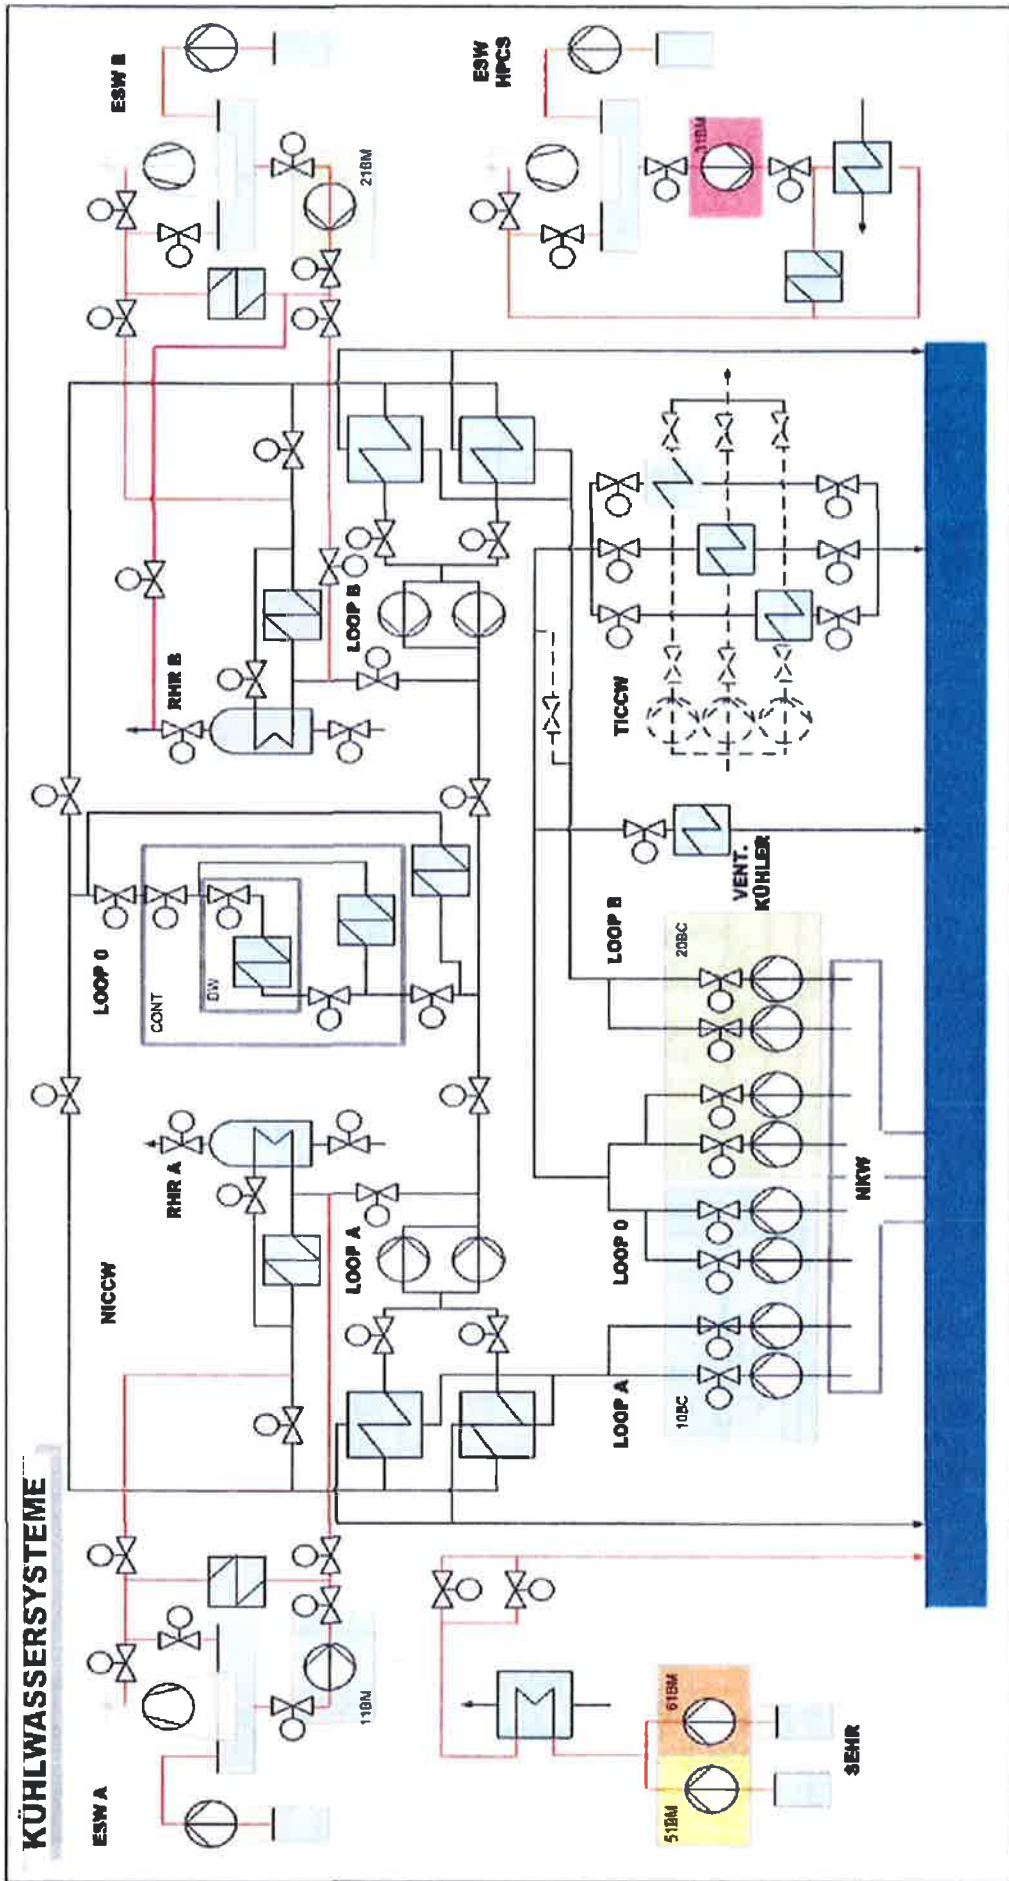 KÜHLWASSERSYSTEME
ESW A
11BM
NICCW
RHR A
LOOP A
LOOP 0
CONT
DW
RHR B
LOOP B
ESW B
21BM
SEHR
51BM
61BM
LOOP A
10BC
LOOP 0
NKW
LOOP B
20BC
VENT.
KÜHLER
TICCW
ESW
HPCS
31BM